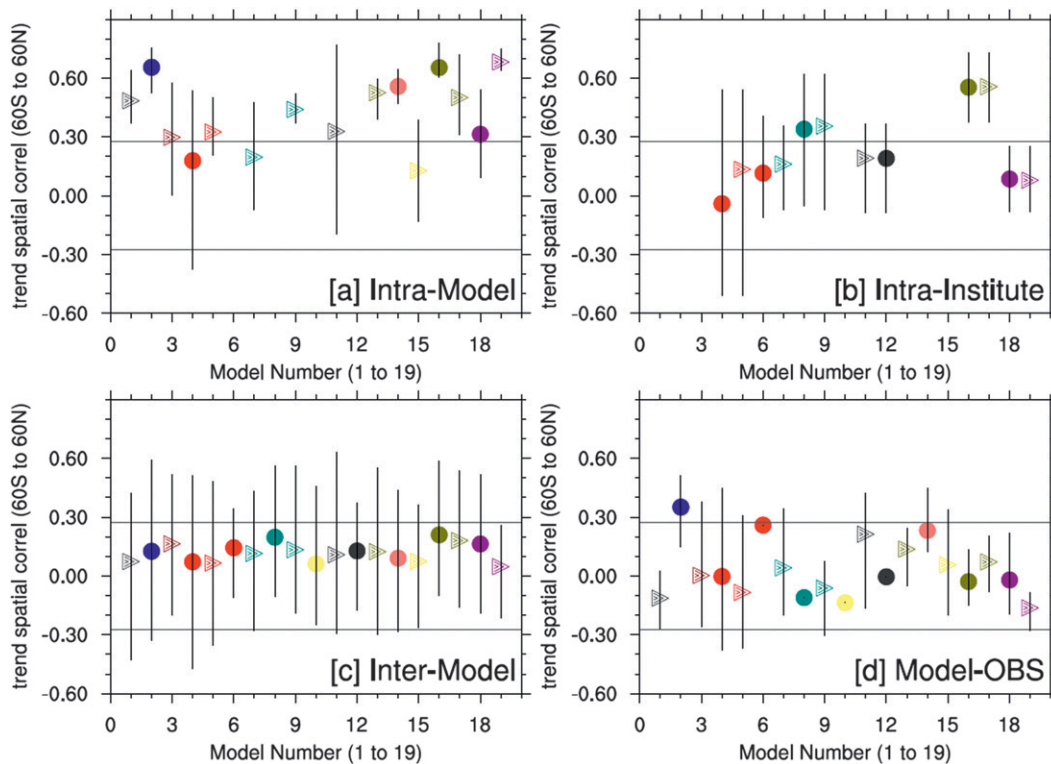 trend spatial correl (60S to 60N)
0.60
0.30
0.00
-0.30
-0.60
[a] Intra-Model
0 3 6 9 12 15 18
Model Number (1 to 19)
trend spatial correl (60S to 60N)
0.60
0.30
0.00
-0.30
-0.60
[b] Intra-Institute
0 3 6 9 12 15 18
Model Number (1 to 19)
trend spatial correl (60S to 60N)
0.60
0.30
0.00
-0.30
-0.60
[c] Inter-Model
0 3 6 9 12 15 18
Model Number (1 to 19)
trend spatial correl (60S to 60N)
0.60
0.30
0.00
-0.30
-0.60
[d] Model-OBS
0 3 6 9 12 15 18
Model Number (1 to 19)